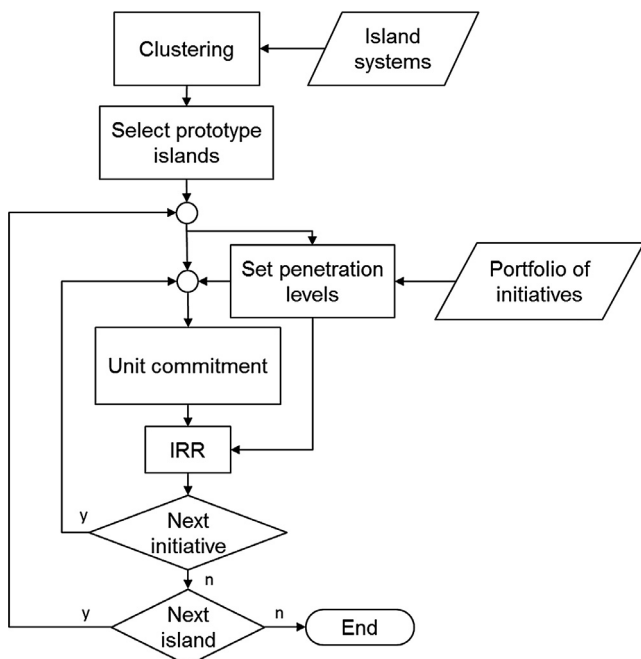 Clustering
Island
systems
Select prototype
islands
Set penetration
levels
Portfolio of
initiatives
Unit commitment
IRR
y
Next
initiative
n
y
Next
island
n
End